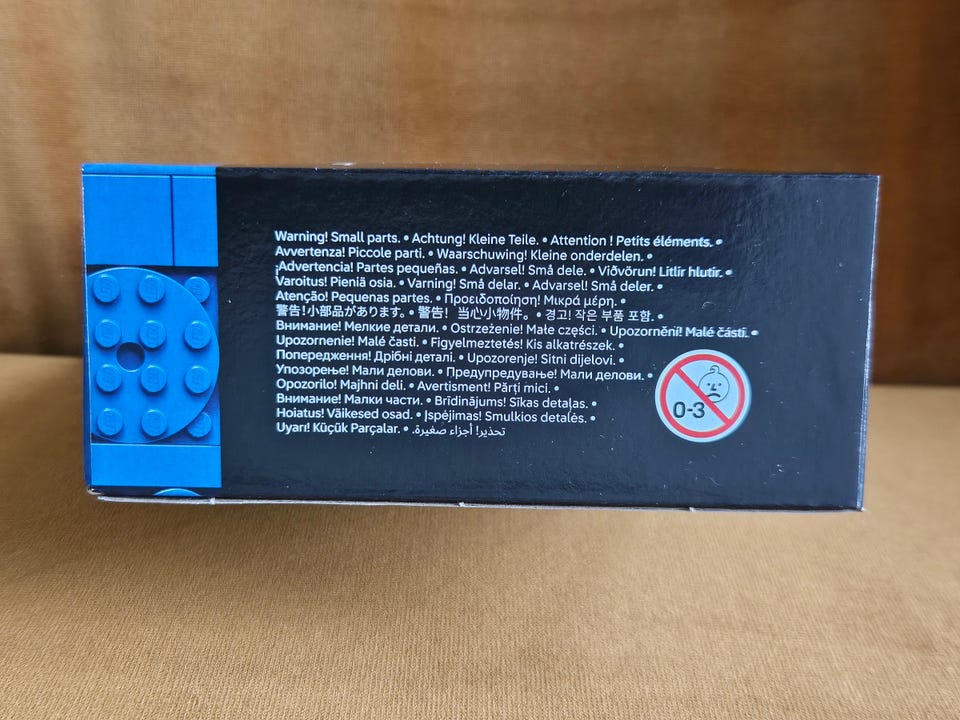 Warning! Small parts. • Achtung! Kleine Teile. • Attention ! Petits éléments. •
Avvertenza! Piccole parti. • Waarschuwing! Kleine onderdelen. •
¡Advertencia! Partes pequeñas. • Advarsel! Små dele. • Viðvörun! Litlir hlutir. •
Varoitus! Pieniä osia. • Varning! Små delar. • Advarsel! Små deler. •
Atenção! Pequenas partes. • Προειδοποίηση! Μικρά μέρη. •
警告!小部品があります。• 警告! 当心小物件。• 경고! 작은 부품 포함. •
Внимание! Мелкие детали. • Ostrzeżenie! Małe części. • Upozornění! Malé části. •
Upozornenie! Malé časti. • Figyelmeztetés! Kis alkatrészek. •
Попередження! Дрібні деталі. • Upozorenje! Sitni dijelovi. •
Упозорење! Мали делови. • Предупредување! Мали делови. •
Opozorilo! Majhni deli. • Avertisment! Părți mici. •
Внимание! Малки части. • Brīdinājums! Sīkas detaļas. •
Hoiatus! Väikesed osad. • Įspėjimas! Smulkios detalės. •
Uyarı! Küçük Parçalar. • تحذير! أجزاء صغيرة.
0-3